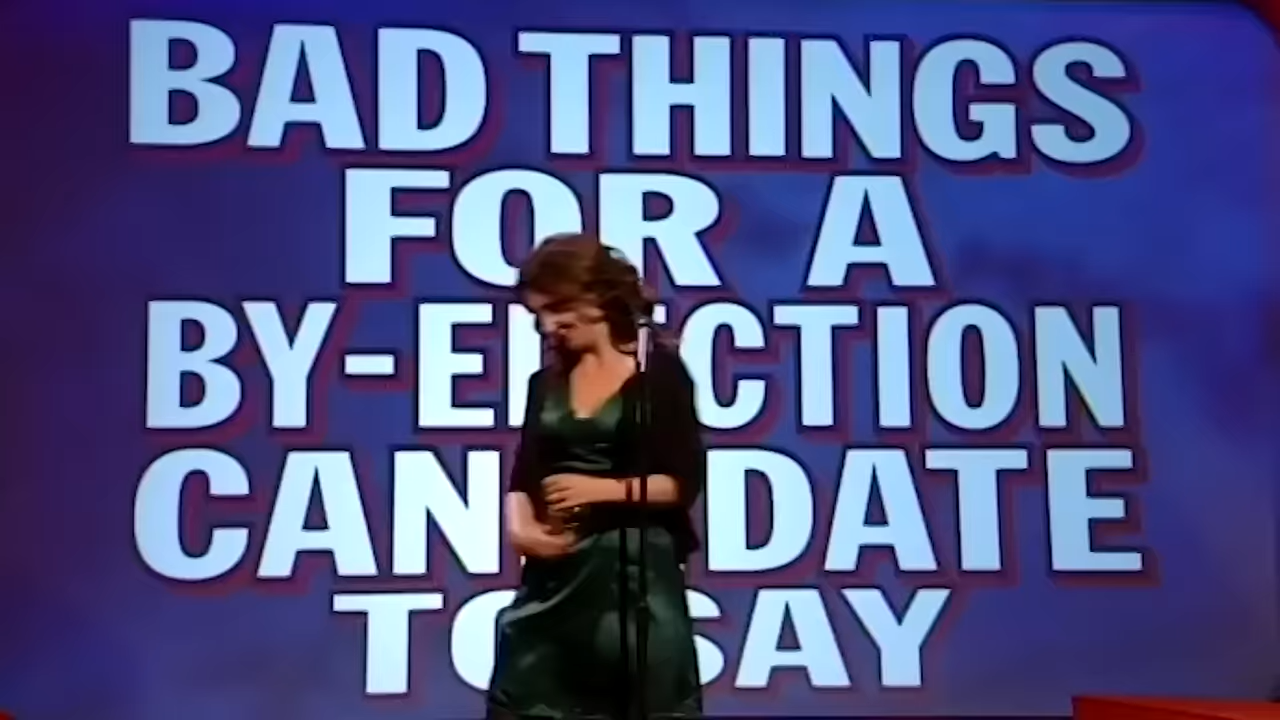 BAD THINGS
FOR A
BY-ELECTION
CANDIDATE
TO SAY